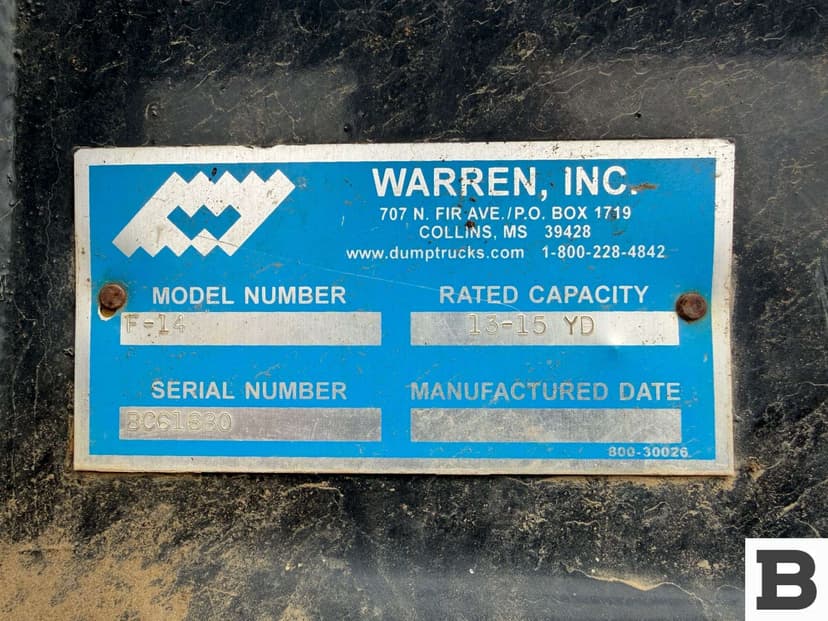 WARREN, INC.
707 N. FIR AVE./P.O. BOX 1719
COLLINS, MS 39428
www.dumptrucks.com 1-800-228-4842
MODEL NUMBER
F-14
RATED CAPACITY
13-15 YD
SERIAL NUMBER
BC61880
MANUFACTURED DATE
800-30026
B